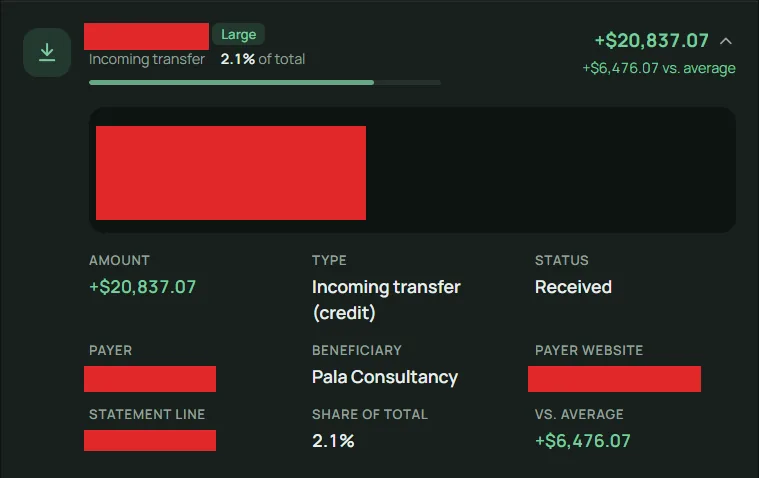 Large
+$20,837.07
Incoming transfer 2.1% of total
+$6,476.07 vs. average
AMOUNT
TYPE
STATUS
+$20,837.07
Incoming transfer
(credit)
Received
PAYER
BENEFICIARY
PAYER WEBSITE
Pala Consultancy
STATEMENT LINE
SHARE OF TOTAL
VS. AVERAGE
2.1%
+$6,476.07